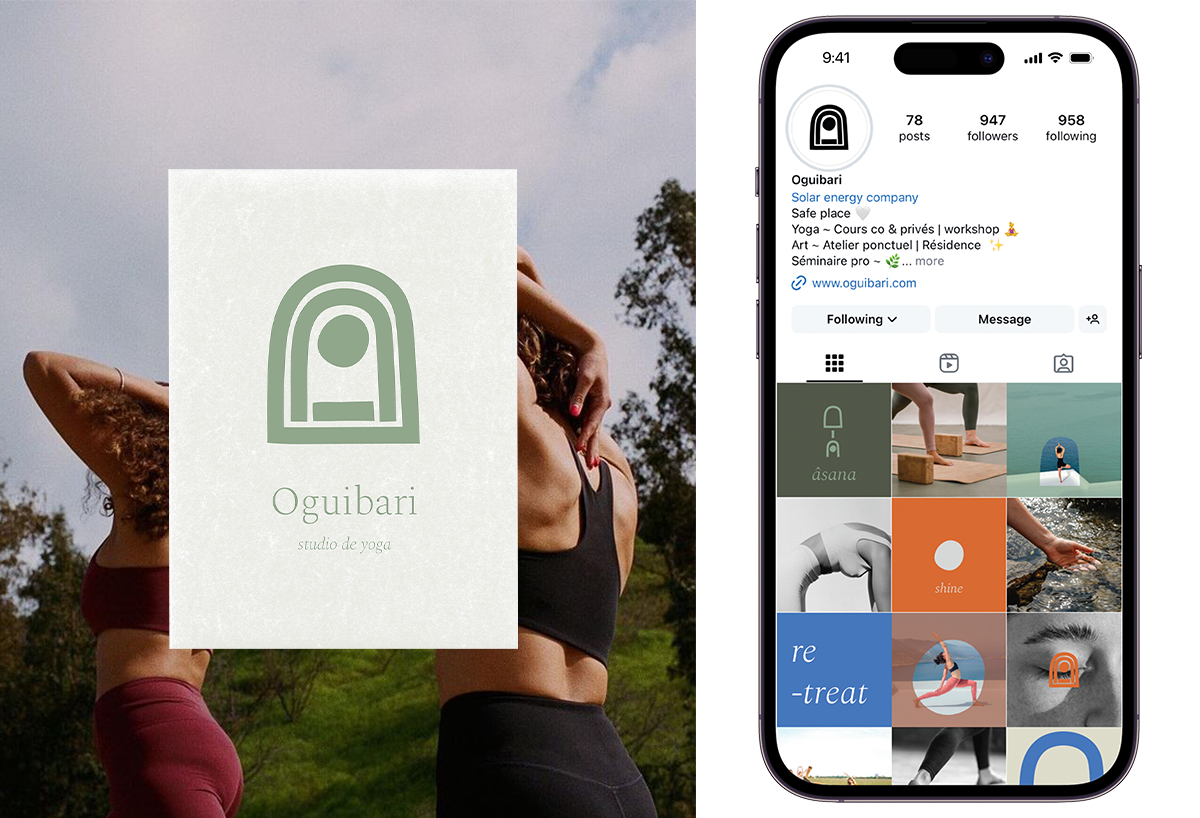 Oguibari
studio de yoga
9:41
78
posts
947
followers
958
following
Oguibari
Solar energy company
Safe place 🤍
Yoga ~ Cours co & privés | workshop 🧘
Art ~ Atelier ponctuel | Résidence ✨
Séminaire pro ~ 🌿... more
www.oguibari.com
Following
Message
âsana
shine
re
-treat